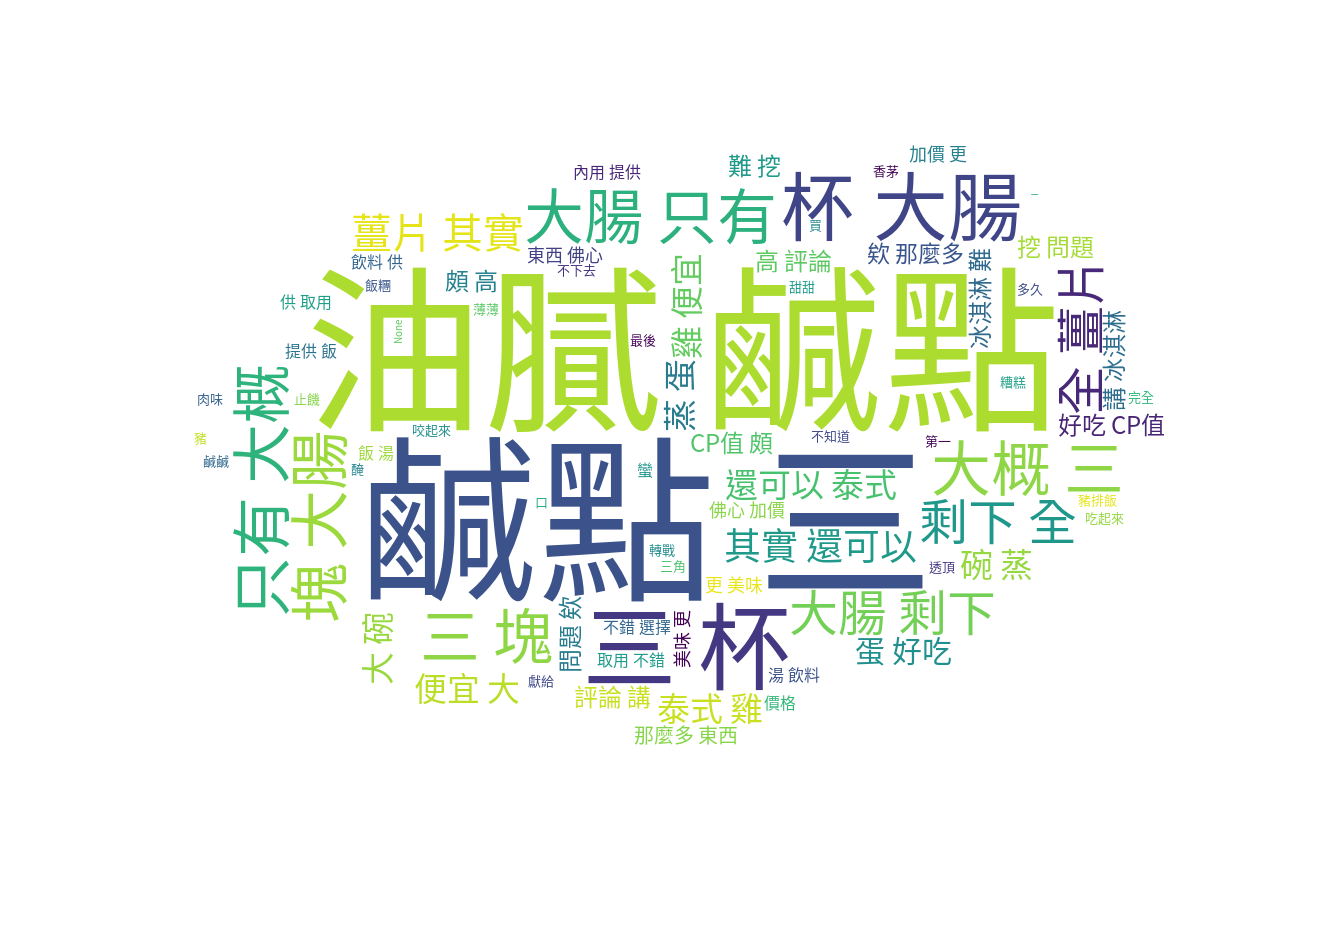 加價 更
難 挖
內用 提供
香茅
杯 大腸
大腸 只有
買
薑片 其實
東西 佛心
欸 那麼多
挖 問題
飲料 供
高 評論
不下去
頗 高
雞 便宜
冰淇淋 難
全 薑片
飯糰
甜甜
多久
供 取用
薄薄
油膩 鹹點
None
最後
講 冰淇淋
提供 飯
蒸 蛋
糟糕
只有 大概
肉味
止饑
完全
好吃 CP值
豬
咬起來
不知道
第一
CP值 頗
塊 大腸
飯 湯
鹹鹹
醃
蠻
大概 三
鹹點 三
還可以 泰式
口
豬排飯
佛心 加價
剩下 全
吃起來
其實 還可以
轉戰
三角
透頂
碗 蒸
更 美味
大腸 剩下
大 碗
三 塊
問題 欸
三杯
不錯 選擇
美味 更
蛋 好吃
取用 不錯
湯 飲料
便宜 大
獻給
評論 講
泰式 雞
價格
那麼多 東西